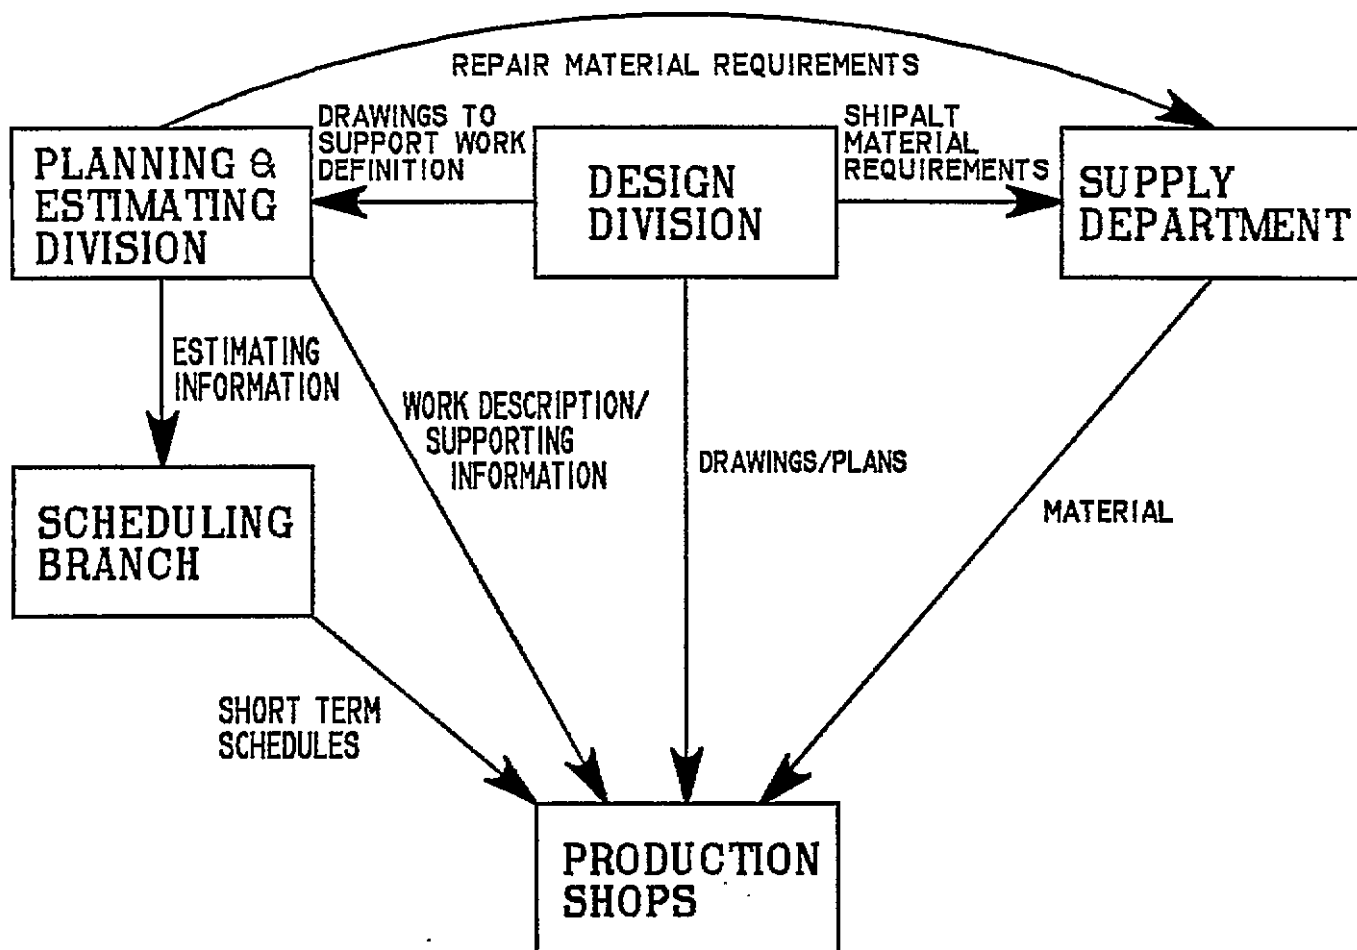 REPAIR MATERIAL REQUIREMENTS
DRAWINGS TO
SUPPORT WORK
DEFINITION
SHIPALT
MATERIAL
REQUIREMENTS
PLANNING &
ESTIMATING
DIVISION
DESIGN
DIVISION
SUPPLY
DEPARTMENT
ESTIMATING
INFORMATION
WORK DESCRIPTION/
SUPPORTING
INFORMATION
DRAWINGS/PLANS
MATERIAL
SCHEDULING
BRANCH
SHORT TERM
SCHEDULES
PRODUCTION
SHOPS